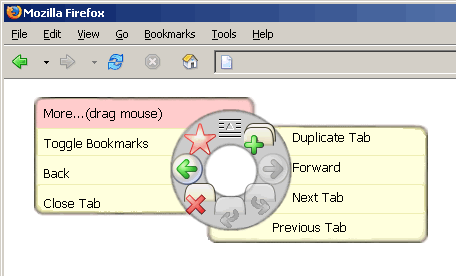 Mozilla Firefox
File Edit View Go Bookmarks Tools Help
More...(drag mouse)
Toggle Bookmarks
Back
Close Tab
Duplicate Tab
Forward
Next Tab
Previous Tab